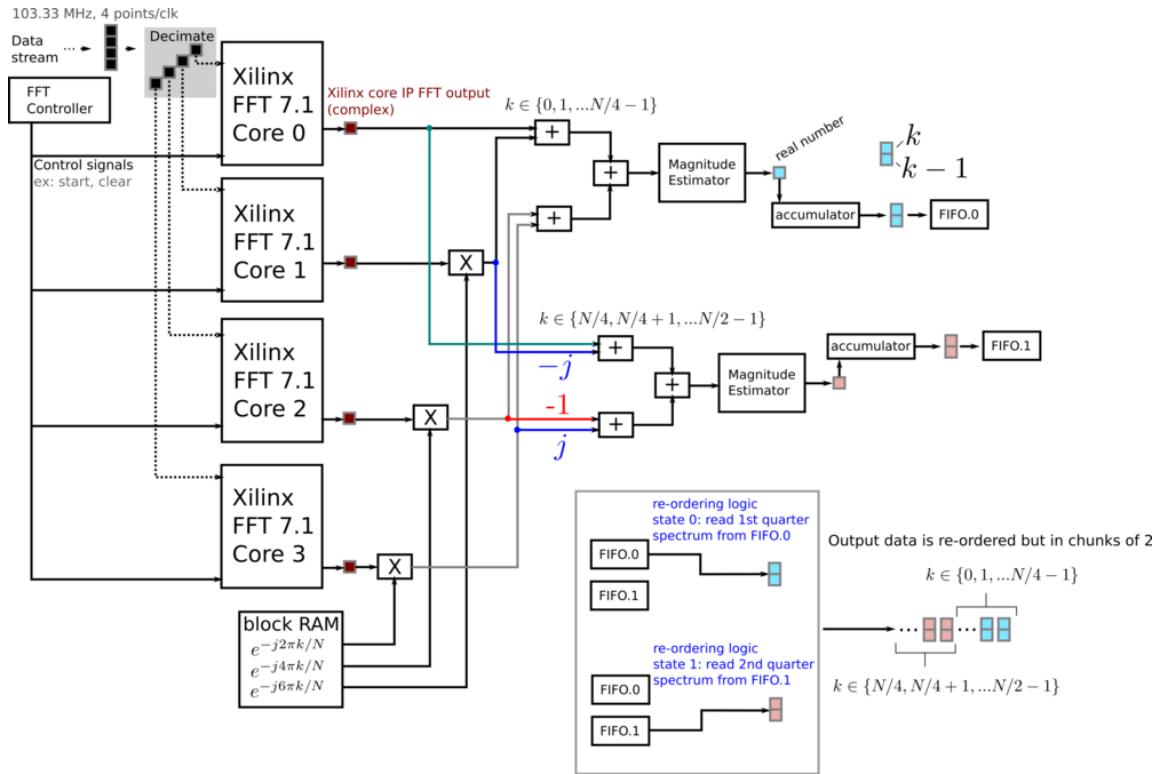 103.33 MHz, 4 points/clk
Data
stream
...
Decimate
FFT
Controller
Control signals
ex: start, clear
Xilinx
FFT 7.1
Core 0
Xilinx core IP FFT output
(complex)
Xilinx
FFT 7.1
Core 1
Xilinx
FFT 7.1
Core 2
Xilinx
FFT 7.1
Core 3
X
X
X
block RAM
e^{-j2πk/N}
e^{-j4πk/N}
e^{-j6πk/N}
k ∈ {0, 1, ...N/4 − 1}
+
+
+
Magnitude
Estimator
real number
k
k − 1
accumulator
FIFO.0
k ∈ {N/4, N/4 + 1, ...N/2 − 1}
+
−j
+
-1
+
j
Magnitude
Estimator
accumulator
FIFO.1
re-ordering logic
state 0: read 1st quarter
spectrum from FIFO.0
FIFO.0
FIFO.1
re-ordering logic
state 1: read 2nd quarter
spectrum from FIFO.1
FIFO.0
FIFO.1
Output data is re-ordered but in chunks of 2
k ∈ {0, 1, ...N/4 − 1}
... ...
k ∈ {N/4, N/4 + 1, ...N/2 − 1}